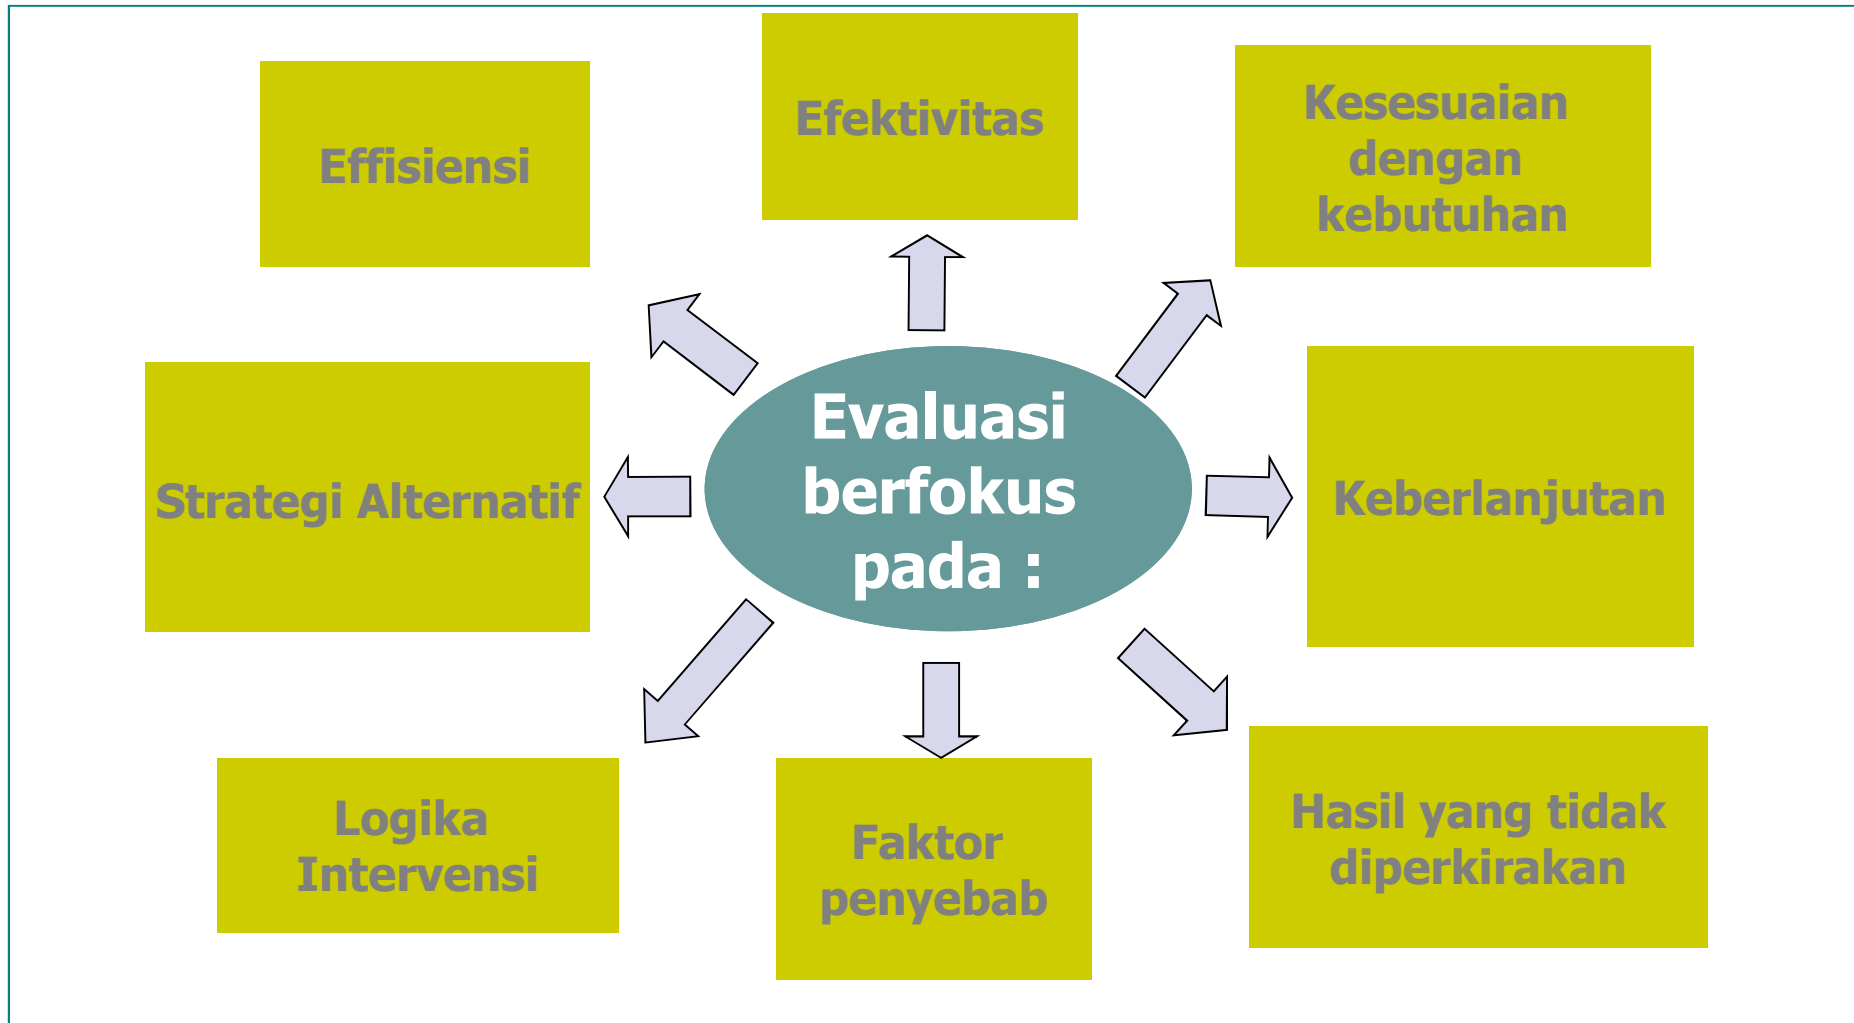 Effisiensi
Efektivitas
Kesesuaian
dengan
kebutuhan
Strategi Alternatif
Evaluasi
berfokus
pada :
Keberlanjutan
Logika
Intervensi
Faktor
penyebab
Hasil yang tidak
diperkirakan